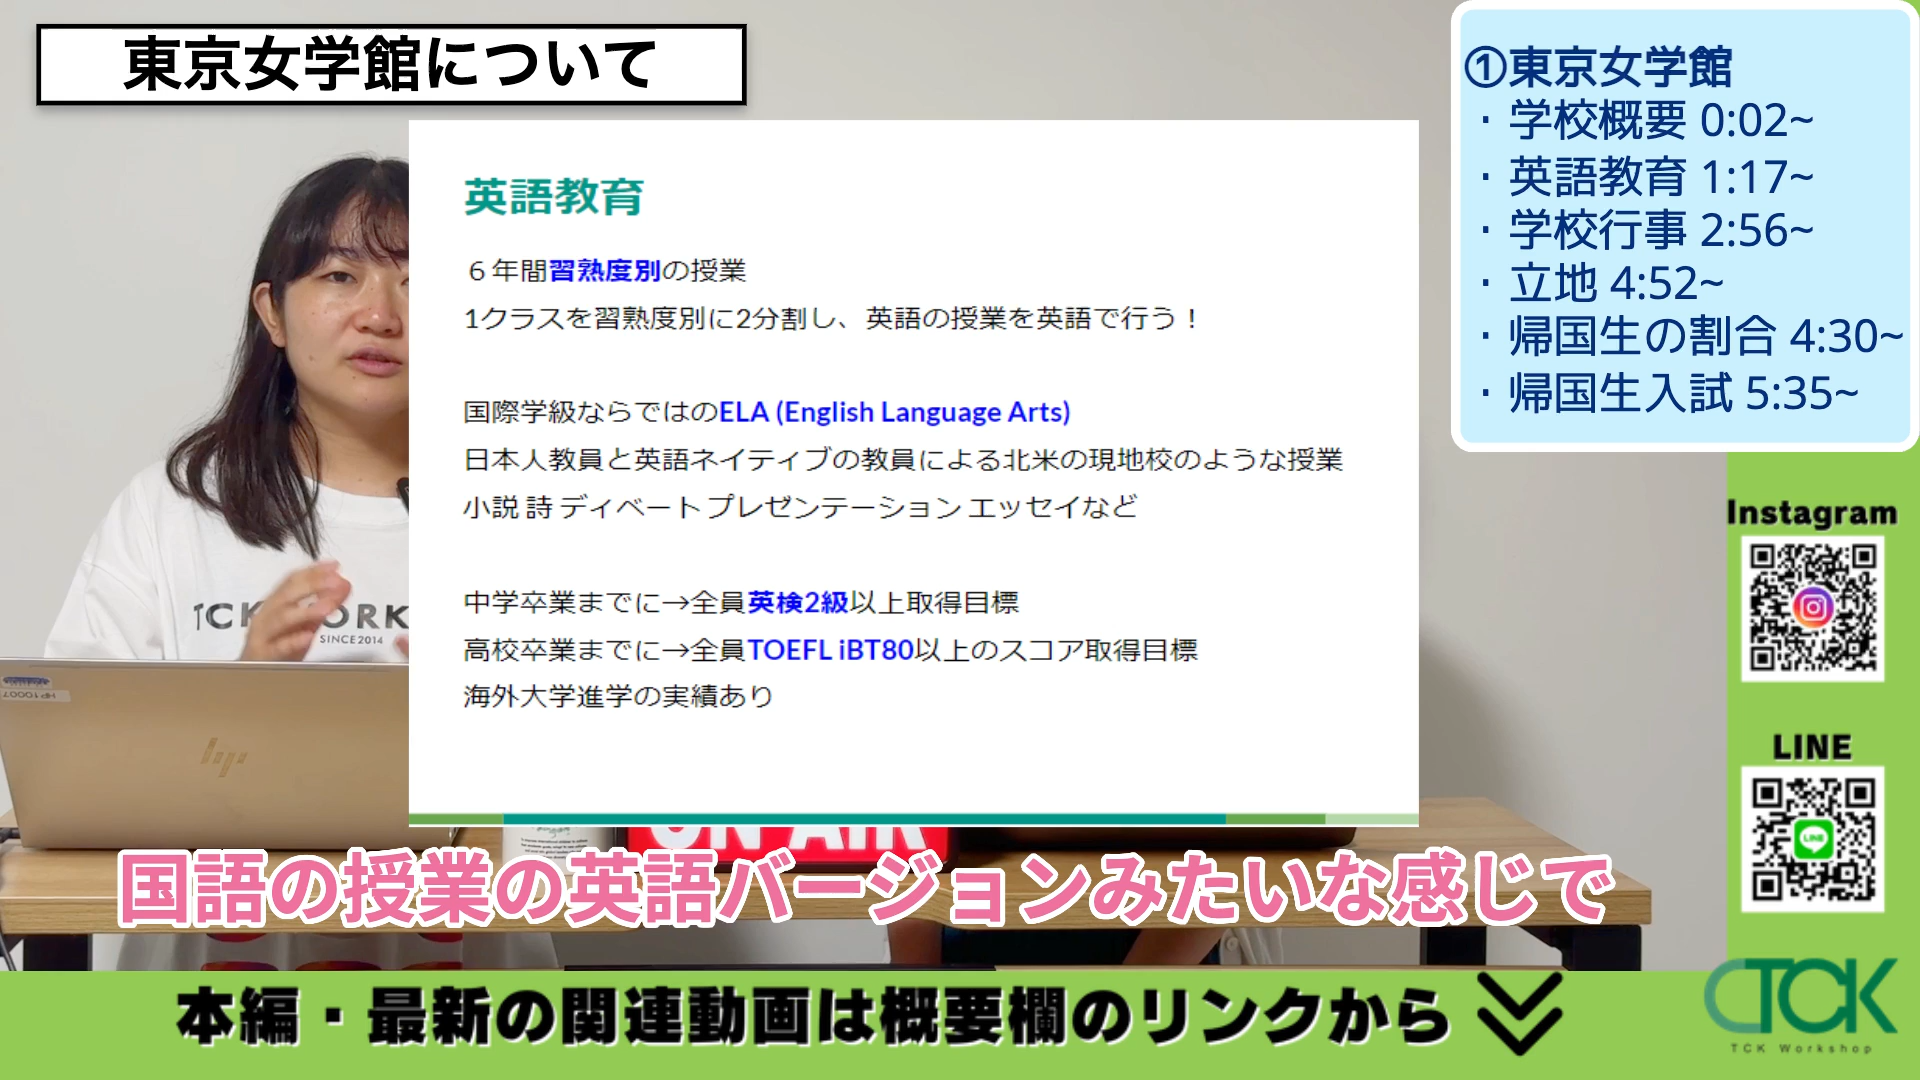 東京女学館について
①東京女学館
・学校概要 0:02~
・英語教育 1:17~
・学校行事 2:56~
・立地 4:52~
・帰国生の割合 4:30~
・帰国生入試 5:35~
英語教育
６年間習熟度別の授業
1クラスを習熟度別に2分割し、英語の授業を英語で行う！
国際学級ならではのELA (English Language Arts)
日本人教員と英語ネイティブの教員による北米の現地校のような授業
小説 詩 ディベート プレゼンテーション エッセイなど
中学卒業までに→全員英検2級以上取得目標
高校卒業までに→全員TOEFL iBT80以上のスコア取得目標
海外大学進学の実績あり
Instagram
LINE
TCK WORK
SINCE2014
HP10007
hp
ON AIR
国語の授業の英語バージョンみたいな感じで
本編・最新の関連動画は概要欄のリンクから
TCK
TCK Workshop